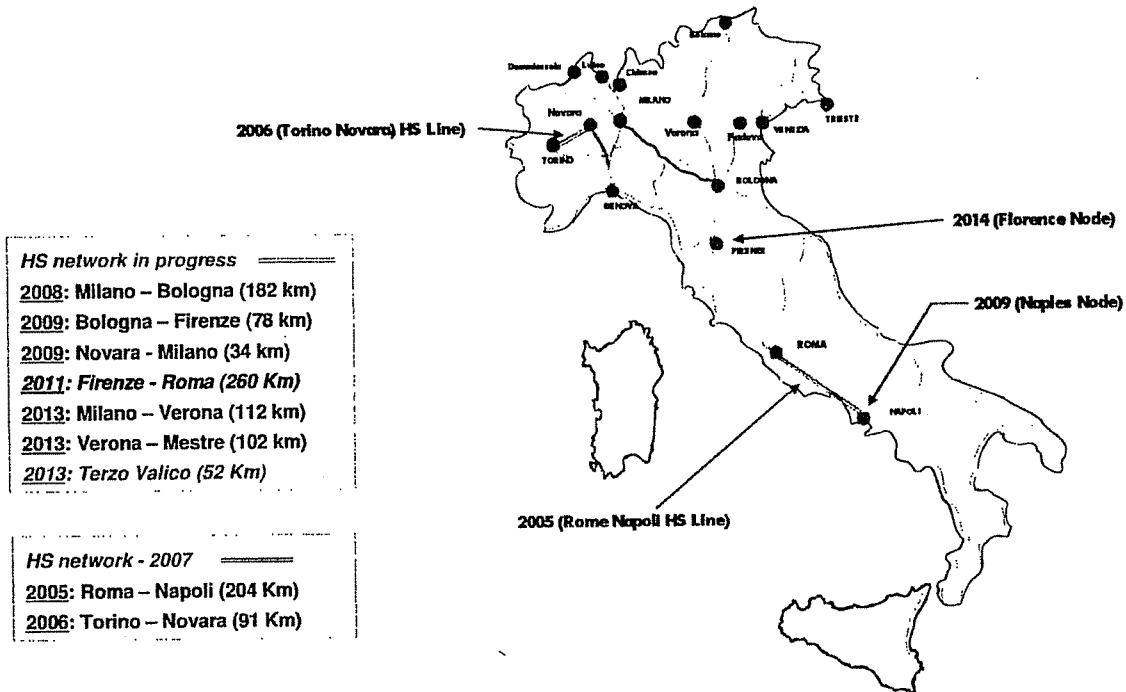 Domodossola
Luino
Chiasso
MILANO
Novara
2006 (Torino Novara) HS Line)
TORINO
Verona
Padova
VENEZIA
TRIESTE
BOLOGNA
GENOVA
2014 (Florence Node)
FIRENZE
HS network in progress
2008: Milano – Bologna (182 km)
2009: Bologna – Firenze (78 km)
2009: Novara - Milano (34 km)
2011: Firenze - Roma (260 Km)
2013: Milano – Verona (112 km)
2013: Verona – Mestre (102 km)
2013: Terzo Valico (52 Km)
2009 (Naples Node)
ROMA
NAPOLI
2005 (Rome Napoli HS Line)
HS network - 2007
2005: Roma – Napoli (204 Km)
2006: Torino – Novara (91 Km)